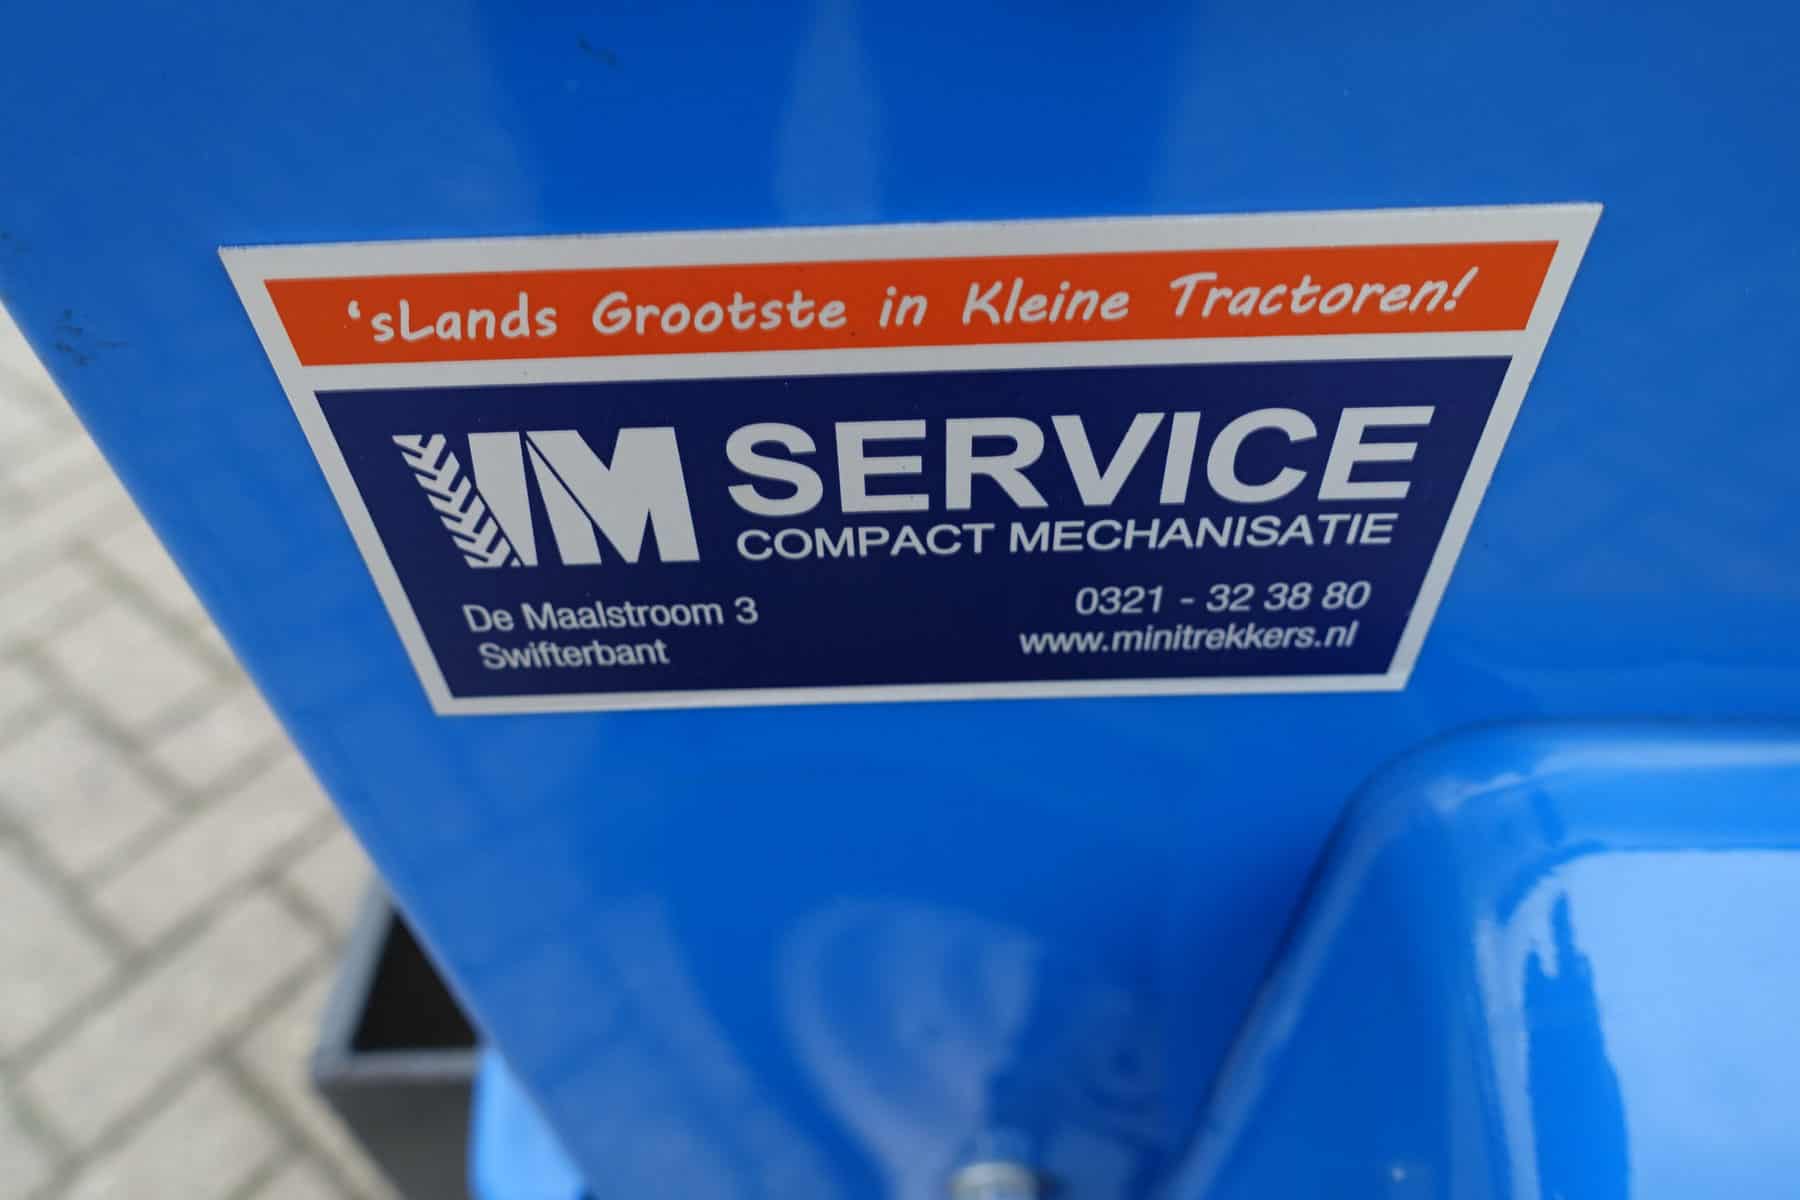 ‘sLands Grootste in Kleine Tractoren!
IM SERVICE
COMPACT MECHANISATIE
De Maalstroom 3
Swifterbant
0321 - 32 38 80
www.minitrekkers.nl